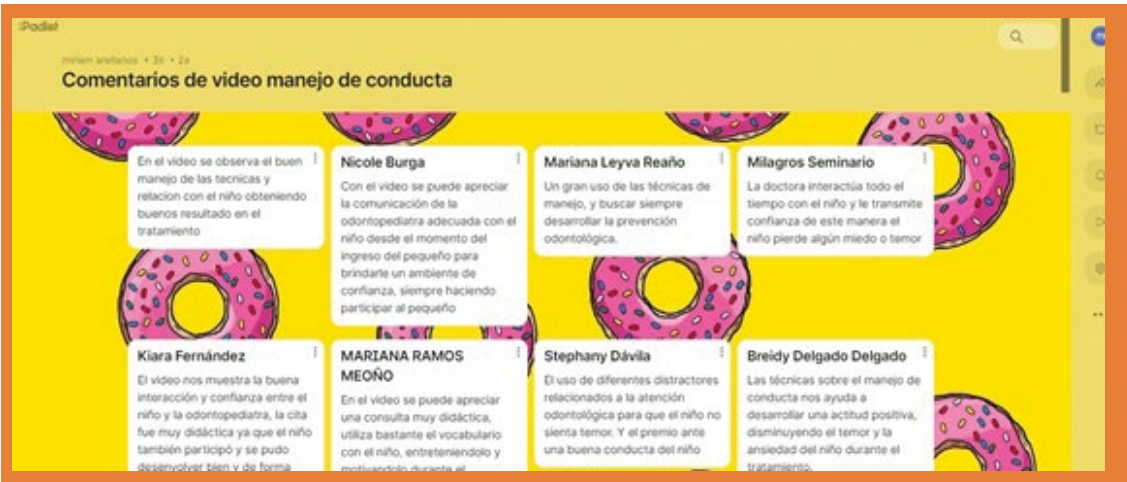 :Padlet
miriam arellanos • 36 • 2a
Comentarios de video manejo de conducta
En el video se observa el buen
manejo de las tecnicas y
relacion con el niño obteniendo
buenos resultado en el
tratamiento
Nicole Burga
Con el video se puede apreciar
la comunicación de la
odontopediatra adecuada con el
niño desde el momento del
ingreso del pequeño para
brindarle un ambiente de
confianza, siempre haciendo
participar al pequeño
Mariana Leyva Reaño
Un gran uso de las técnicas de
manejo, y buscar siempre
desarrollar la prevención
odontológica.
Milagros Seminario
La doctora interactúa todo el
tiempo con el niño y le transmite
confianza de este manera el
niño pierde algún miedo o temor
Kiara Fernández
El video nos muestra la buena
interacción y confianza entre el
niño y la odontopediatra, la cita
fue muy didáctica ya que el niño
también participó y se pudo
desenvolver bien y de forma
MARIANA RAMOS
MEOÑO
En el video se puede apreciar
una consulta muy didáctica,
utiliza bastante el vocabulario
con el niño, entreteniendolo y
motivandolo durante el
Stephany Dávila
El uso de diferentes distractores
relacionados a la atención
odontológica para que el niño no
sienta temor. Y el premio ante
una buena conducta del niño
Breidy Delgado Delgado
Las técnicas sobre el manejo de
conducta nos ayuda a
desarrollar una actitud positiva,
disminuyendo el temor y la
ansiedad del niño durante el
tratamiento.